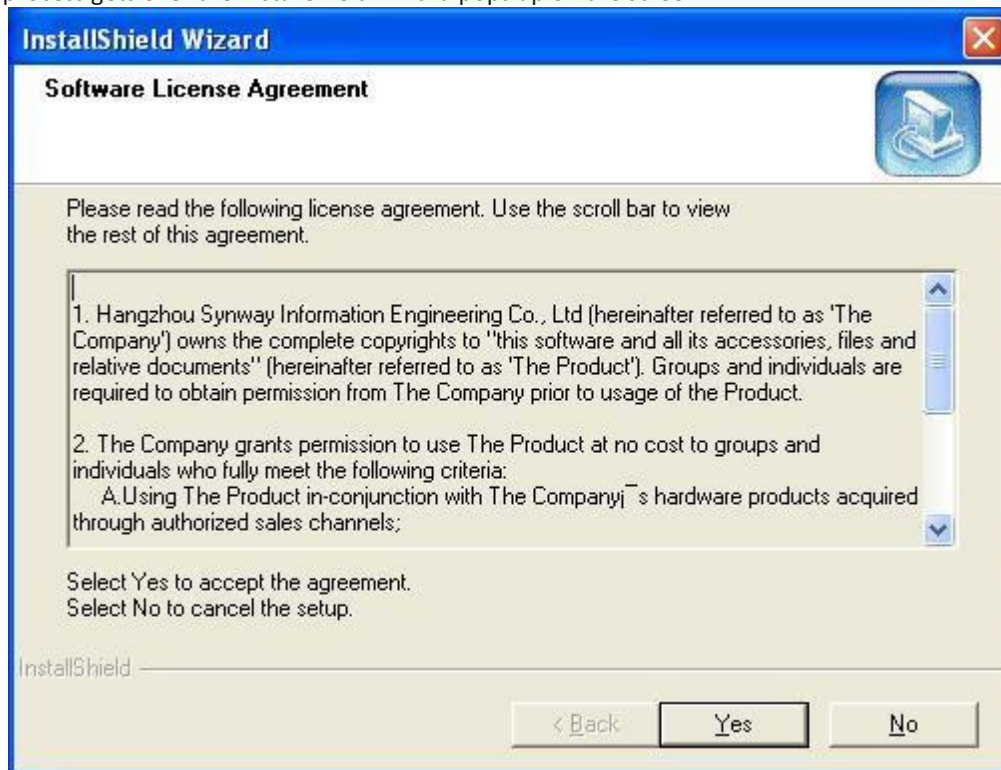 InstallShield Wizard
Software License Agreement
Please read the following license agreement. Use the scroll bar to view
the rest of this agreement.
1. Hangzhou Synway Information Engineering Co., Ltd (hereinafter referred to as 'The
Company') owns the complete copyrights to "this software and all its accessories, files and
relative documents" (hereinafter referred to as 'The Product'). Groups and individuals are
required to obtain permission from The Company prior to usage of the Product.
2. The Company grants permission to use The Product at no cost to groups and
individuals who fully meet the following criteria:
A.Using The Product in-conjunction with The Company¡¯s hardware products acquired
through authorized sales channels;
Select Yes to accept the agreement.
Select No to cancel the setup.
InstallShield
< Back
Yes
No